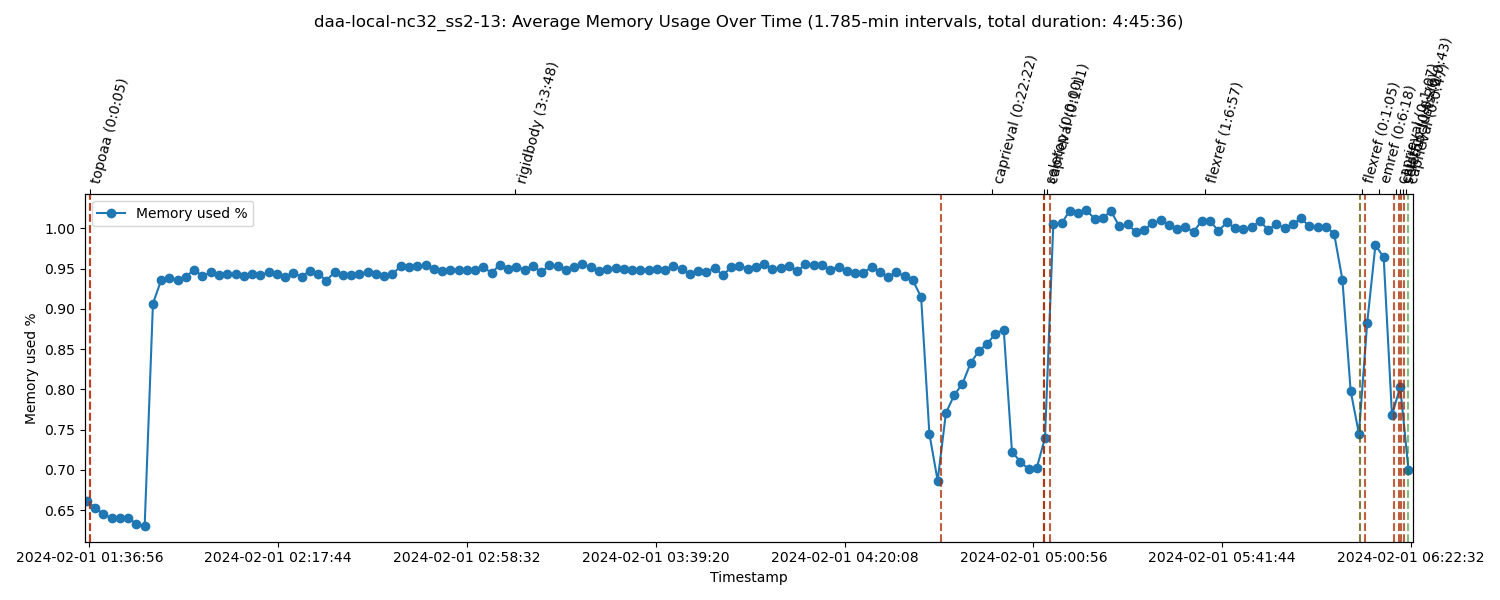 daa-local-nc32_ss2-13: Average Memory Usage Over Time (1.785-min intervals, total duration: 4:45:36)
topoaa (0:0:05)
rigidbody (3:3:48)
caprieval (0:22:22)
caprieval (0:1:11)
flexref (1:6:57)
flexref (0:1:05)
emref (0:6:18)
Memory used %
1.00
0.95
0.90
0.85
0.80
0.75
0.70
0.65
Memory used %
2024-02-01 01:36:56
2024-02-01 02:17:44
2024-02-01 02:58:32
2024-02-01 03:39:20
2024-02-01 04:20:08
2024-02-01 05:00:56
2024-02-01 05:41:44
2024-02-01 06:22:32
Timestamp